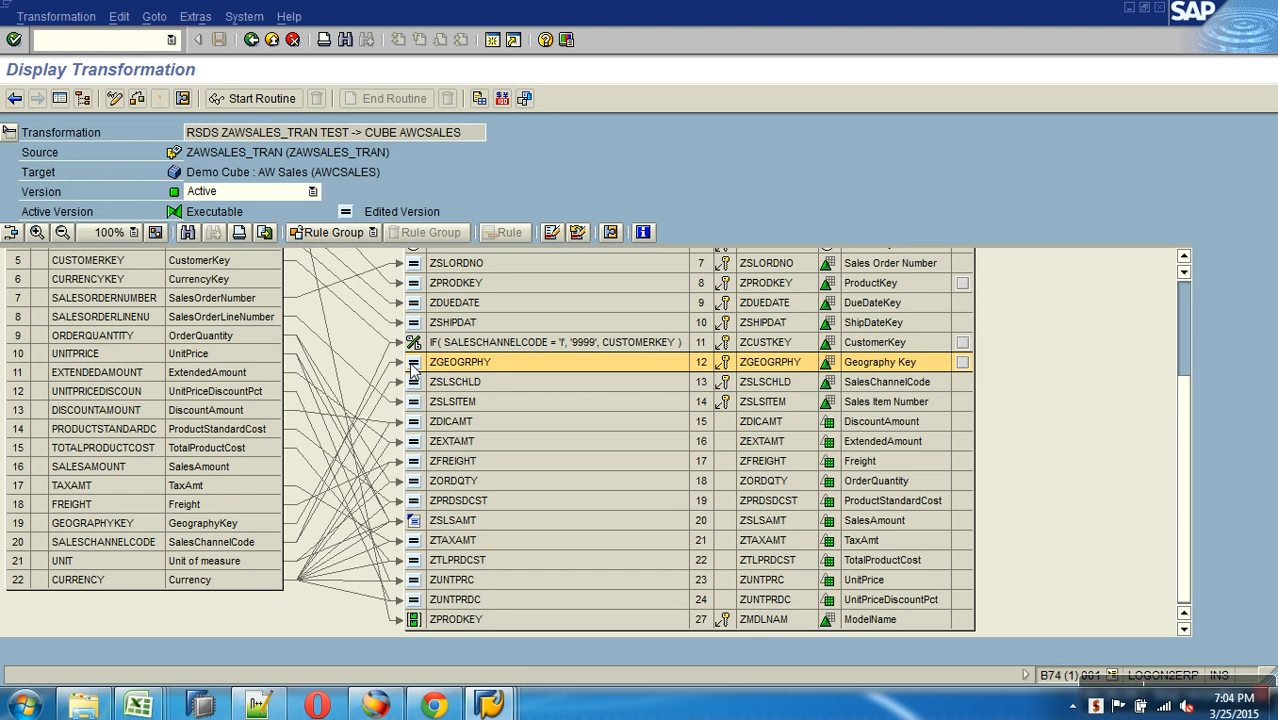 Transformation Edit Goto Extras System Help
SAP
Display Transformation
Start Routine End Routine
Transformation RSDS ZAWSALES_TRAN TEST -> CUBE AWCSALES
Source ZAWSALES_TRAN (ZAWSALES_TRAN)
Target Demo Cube : AW Sales (AWCSALES)
Version Active
Active Version Executable = Edited Version
100% Rule Group Rule Group Rule
5 CUSTOMERKEY CustomerKey
6 CURRENCYKEY CurrencyKey
7 SALESORDERNUMBER SalesOrderNumber
8 SALESORDERLINENU SalesOrderLineNumber
9 ORDERQUANTITY OrderQuantity
10 UNITPRICE UnitPrice
11 EXTENDEDAMOUNT ExtendedAmount
12 UNITPRICEDISCOUN UnitPriceDiscountPct
13 DISCOUNTAMOUNT DiscountAmount
14 PRODUCTSTANDARDC ProductStandardCost
15 TOTALPRODUCTCOST TotalProductCost
16 SALESAMOUNT SalesAmount
17 TAXAMT TaxAmt
18 FREIGHT Freight
19 GEOGRAPHYKEY GeographyKey
20 SALESCHANNELCODE SalesChannelCode
21 UNIT Unit of measure
22 CURRENCY Currency
ZSLORDNO 7 ZSLORDNO Sales Order Number
ZPRODKEY 8 ZPRODKEY ProductKey
ZDUEDATE 9 ZDUEDATE DueDateKey
ZSHIPDAT 10 ZSHIPDAT ShipDateKey
IF( SALESCHANNELCODE = 'I', '9999', CUSTOMERKEY ) 11 ZCUSTKEY CustomerKey
ZGEOGRPHY 12 ZGEOGRPHY Geography Key
ZSLSCHLD 13 ZSLSCHLD SalesChannelCode
ZSLSITEM 14 ZSLSITEM Sales Item Number
ZDICAMT 15 ZDICAMT DiscountAmount
ZEXTAMT 16 ZEXTAMT ExtendedAmount
ZFREIGHT 17 ZFREIGHT Freight
ZORDQTY 18 ZORDQTY OrderQuantity
ZPRDSDCST 19 ZPRDSDCST ProductStandardCost
ZSLSAMT 20 ZSLSAMT SalesAmount
ZTAXAMT 21 ZTAXAMT TaxAmt
ZTLPRDCST 22 ZTLPRDCST TotalProductCost
ZUNTPRC 23 ZUNTPRC UnitPrice
ZUNTPRDC 24 ZUNTPRDC UnitPriceDiscountPct
ZPRODKEY 27 ZMDLNAM ModelName
B74 (1) 001 LOGON2ERP INS
7:04 PM
3/25/2015